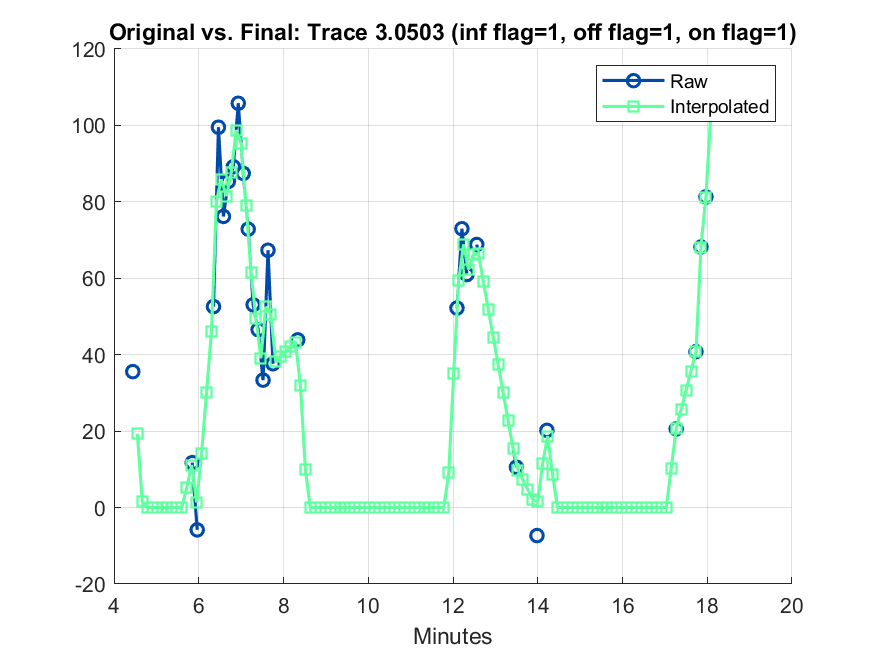 Original vs. Final: Trace 3.0503 (inf flag=1, off flag=1, on flag=1)
120
100
80
60
40
20
0
-20
Raw
Interpolated
4 6 8 10 12 14 16 18 20
Minutes